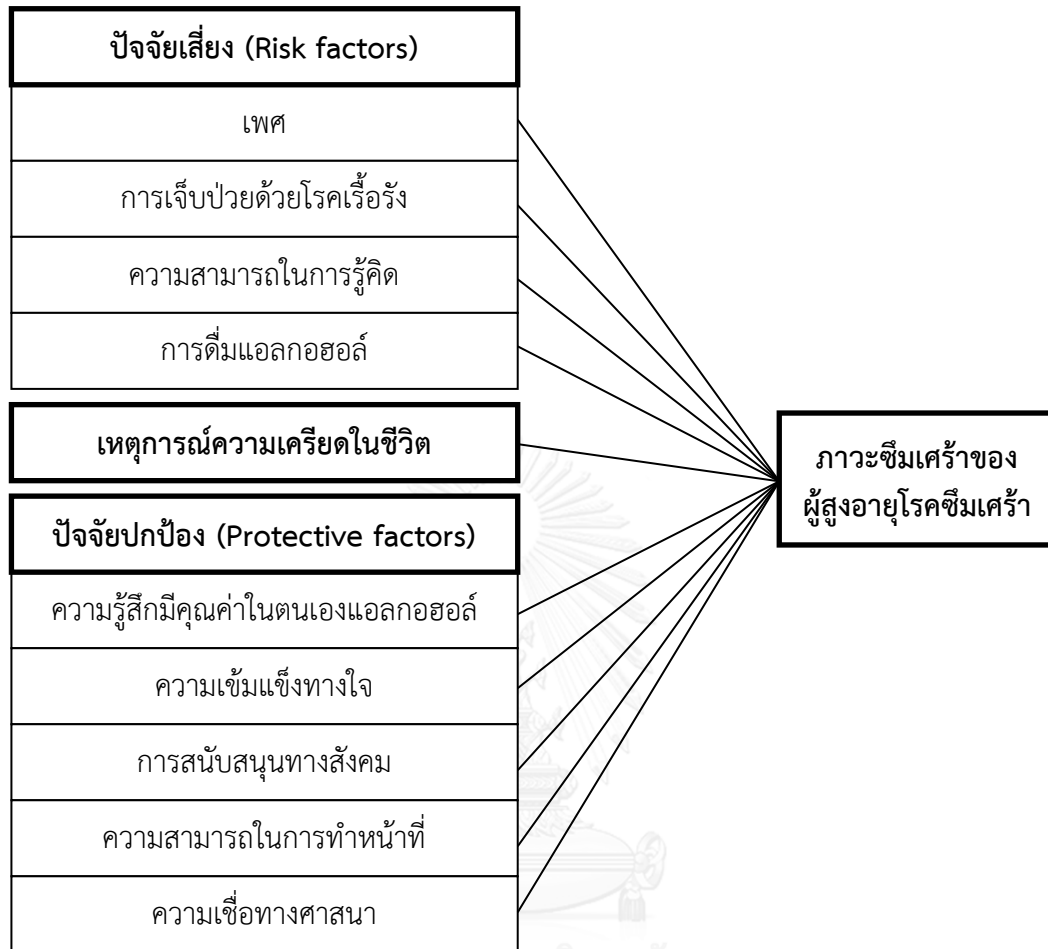 ปัจจัยเสี่ยง (Risk factors)
เพศ
การเจ็บป่วยด้วยโรคเรื้อรัง
ความสามารถในการรู้คิด
การดื่มแอลกอฮอล์
เหตุการณ์ความเครียดในชีวิต
ปัจจัยปกป้อง (Protective factors)
ความรู้สึกมีคุณค่าในตนเองแอลกอฮอล์
ความเข้มแข็งทางใจ
การสนับสนุนทางสังคม
ความสามารถในการทำหน้าที่
ความเชื่อทางศาสนา
ภาวะซึมเศร้าของ
ผู้สูงอายุโรคซึมเศร้า